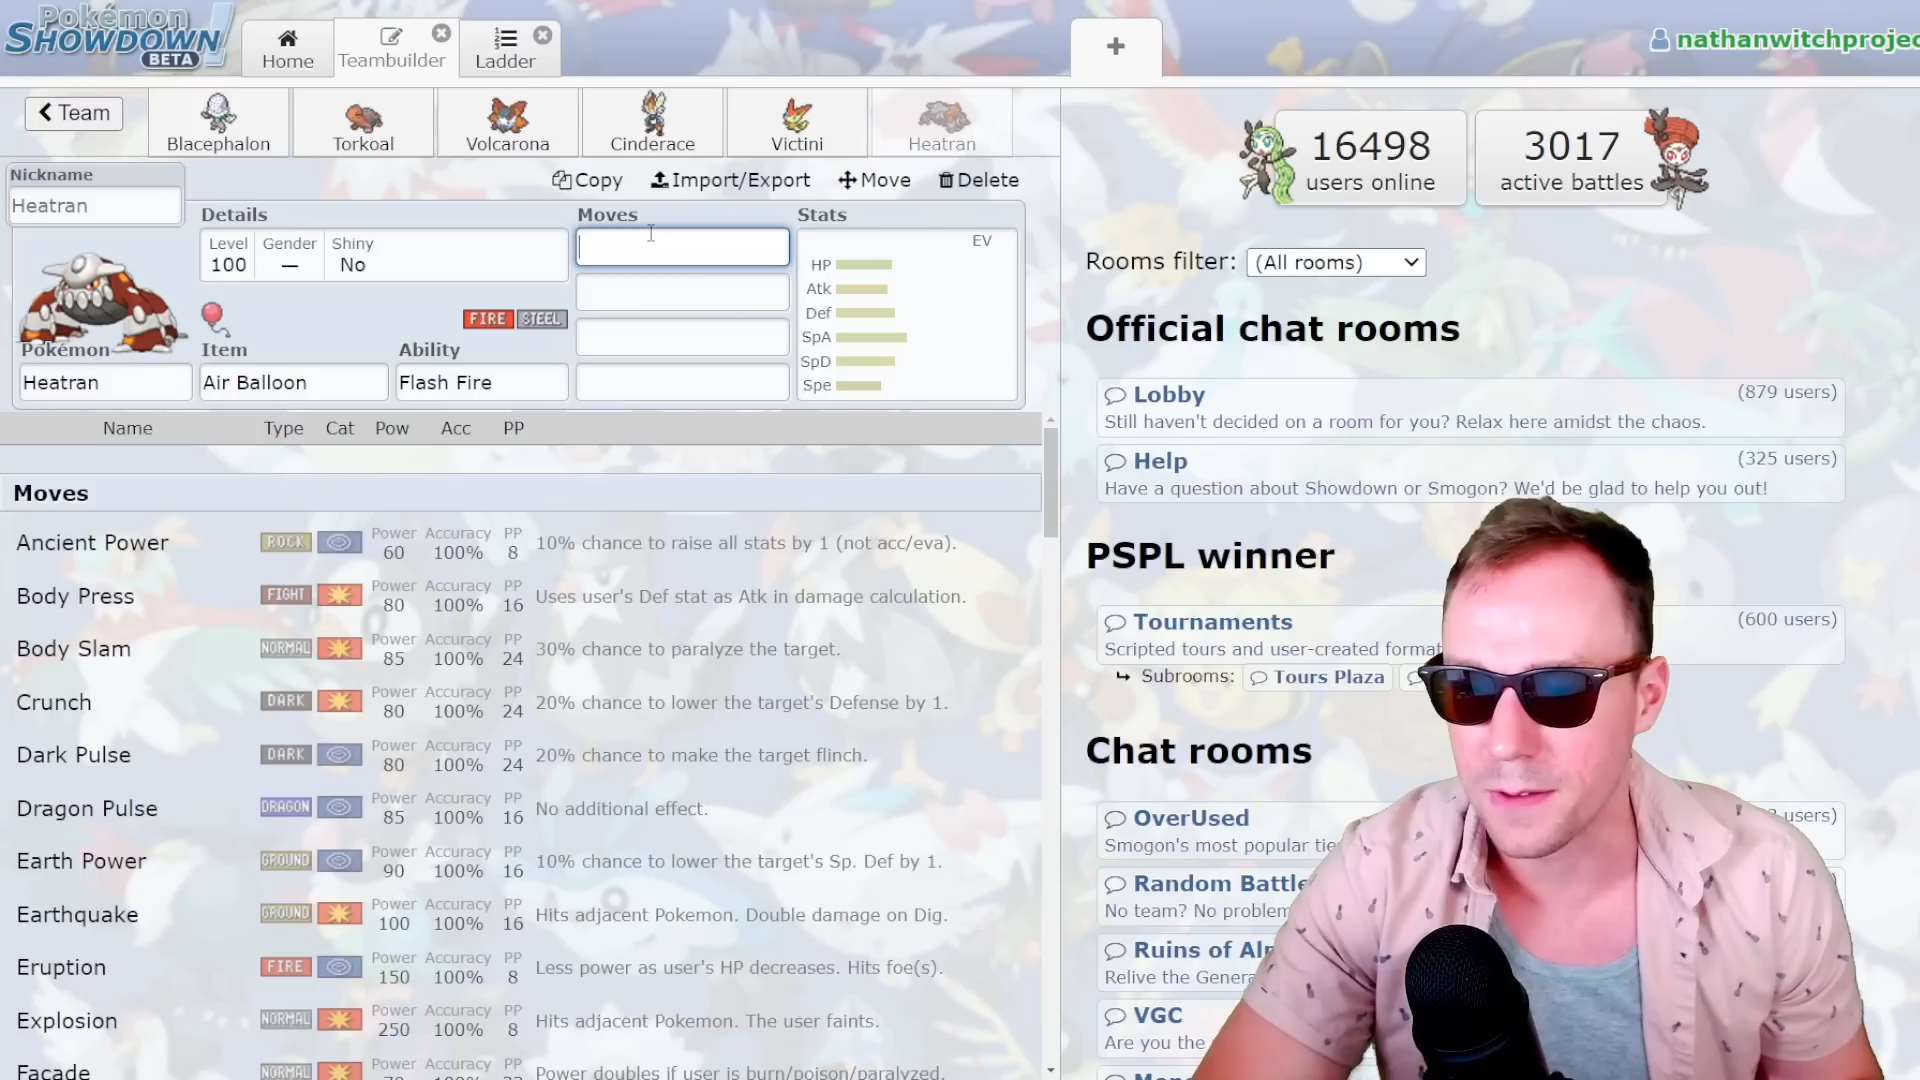 Pokémon
SHOWDOWN!
BETA
Home
Teambuilder
Ladder
+
nathanwitchprojec
Team
Blacephalon
Torkoal
Volcarona
Cinderace
Victini
Heatran
16498
users online
3017
active battles
Nickname
Heatran
Copy
Import/Export
Move
Delete
Details
Moves
Stats
Level
100
Gender
—
Shiny
No
EV
HP
Atk
Def
SpA
SpD
Spe
FIRE
STEEL
Pokémon
Heatran
Item
Air Balloon
Ability
Flash Fire
Rooms filter: (All rooms)
Official chat rooms
Lobby
(879 users)
Still haven't decided on a room for you? Relax here amidst the chaos.
Help
(325 users)
Have a question about Showdown or Smogon? We'd be glad to help you out!
PSPL winner
Tournaments
(600 users)
Scripted tours and user-created format
Subrooms: Tours Plaza
Chat rooms
OverUsed
users)
Smogon's most popular tie
Random Battle
No team? No problem
Ruins of Al
Relive the Genera
VGC
Are you the
Name Type Cat Pow Acc PP
Moves
Ancient Power ROCK Power 60 Accuracy 100% PP 8 10% chance to raise all stats by 1 (not acc/eva).
Body Press FIGHT Power 80 Accuracy 100% PP 16 Uses user's Def stat as Atk in damage calculation.
Body Slam NORMAL Power 85 Accuracy 100% PP 24 30% chance to paralyze the target.
Crunch DARK Power 80 Accuracy 100% PP 24 20% chance to lower the target's Defense by 1.
Dark Pulse DARK Power 80 Accuracy 100% PP 24 20% chance to make the target flinch.
Dragon Pulse DRAGON Power 85 Accuracy 100% PP 16 No additional effect.
Earth Power GROUND Power 90 Accuracy 100% PP 16 10% chance to lower the target's Sp. Def by 1.
Earthquake GROUND Power 100 Accuracy 100% PP 16 Hits adjacent Pokemon. Double damage on Dig.
Eruption FIRE Power 150 Accuracy 100% PP 8 Less power as user's HP decreases. Hits foe(s).
Explosion NORMAL Power 250 Accuracy 100% PP 8 Hits adjacent Pokemon. The user faints.
Facade NORMAL Power Accuracy PP Power doubles if user is burn/poison/paralyzed.